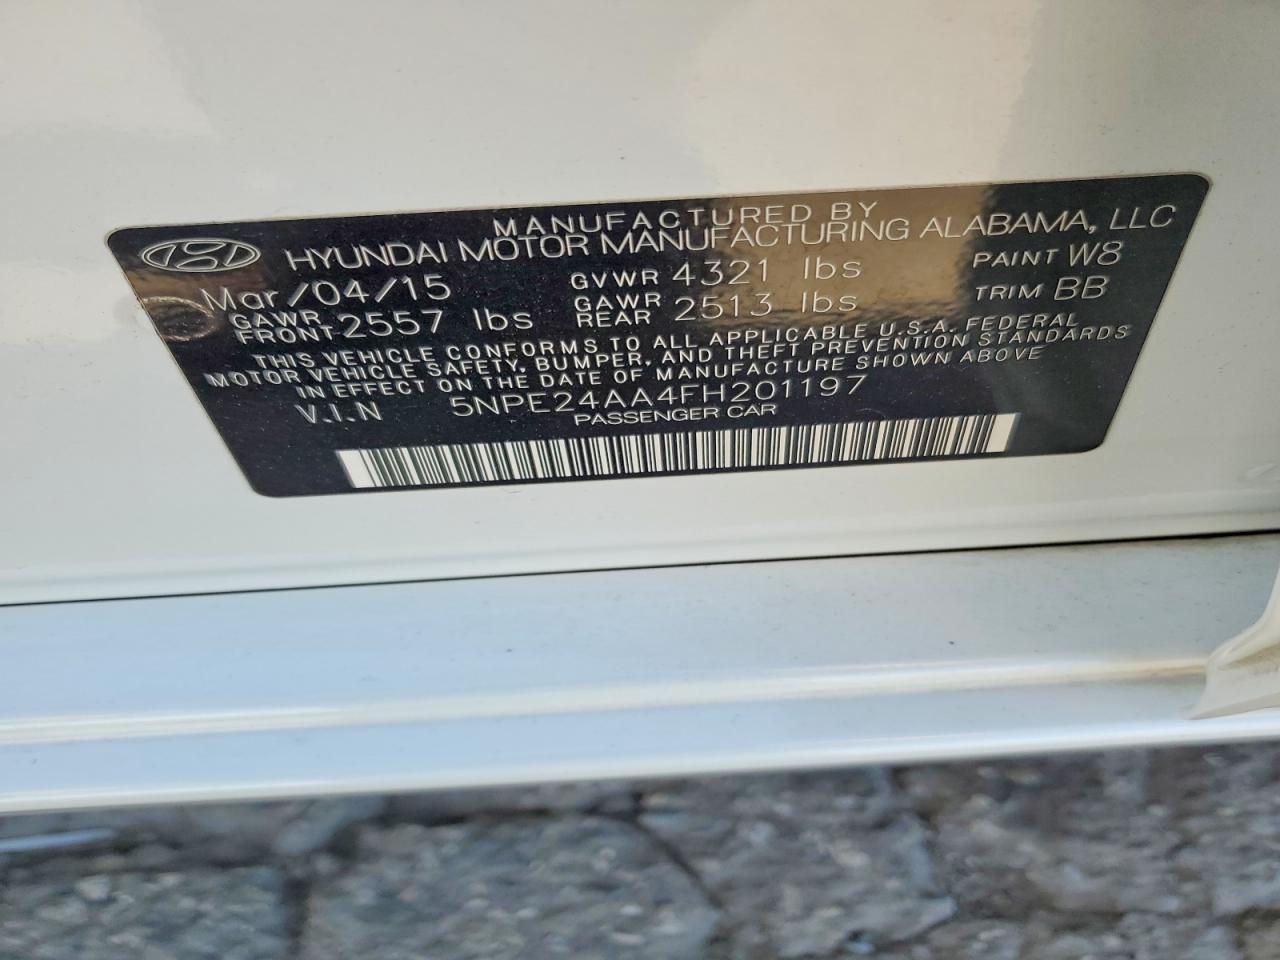 MANUFACTURED BY
HYUNDAI MOTOR MANUFACTURING ALABAMA, LLC
Mar/04/15 GVWR 4321 lbs PAINT W8
GAWR FRONT 2557 lbs GAWR REAR 2513 lbs TRIM BB
THIS VEHICLE CONFORMS TO ALL APPLICABLE U.S.A. FEDERAL
MOTOR VEHICLE SAFETY, BUMPER, AND THEFT PREVENTION STANDARDS
IN EFFECT ON THE DATE OF MANUFACTURE SHOWN ABOVE
V.I.N 5NPE24AA4FH201197
PASSENGER CAR